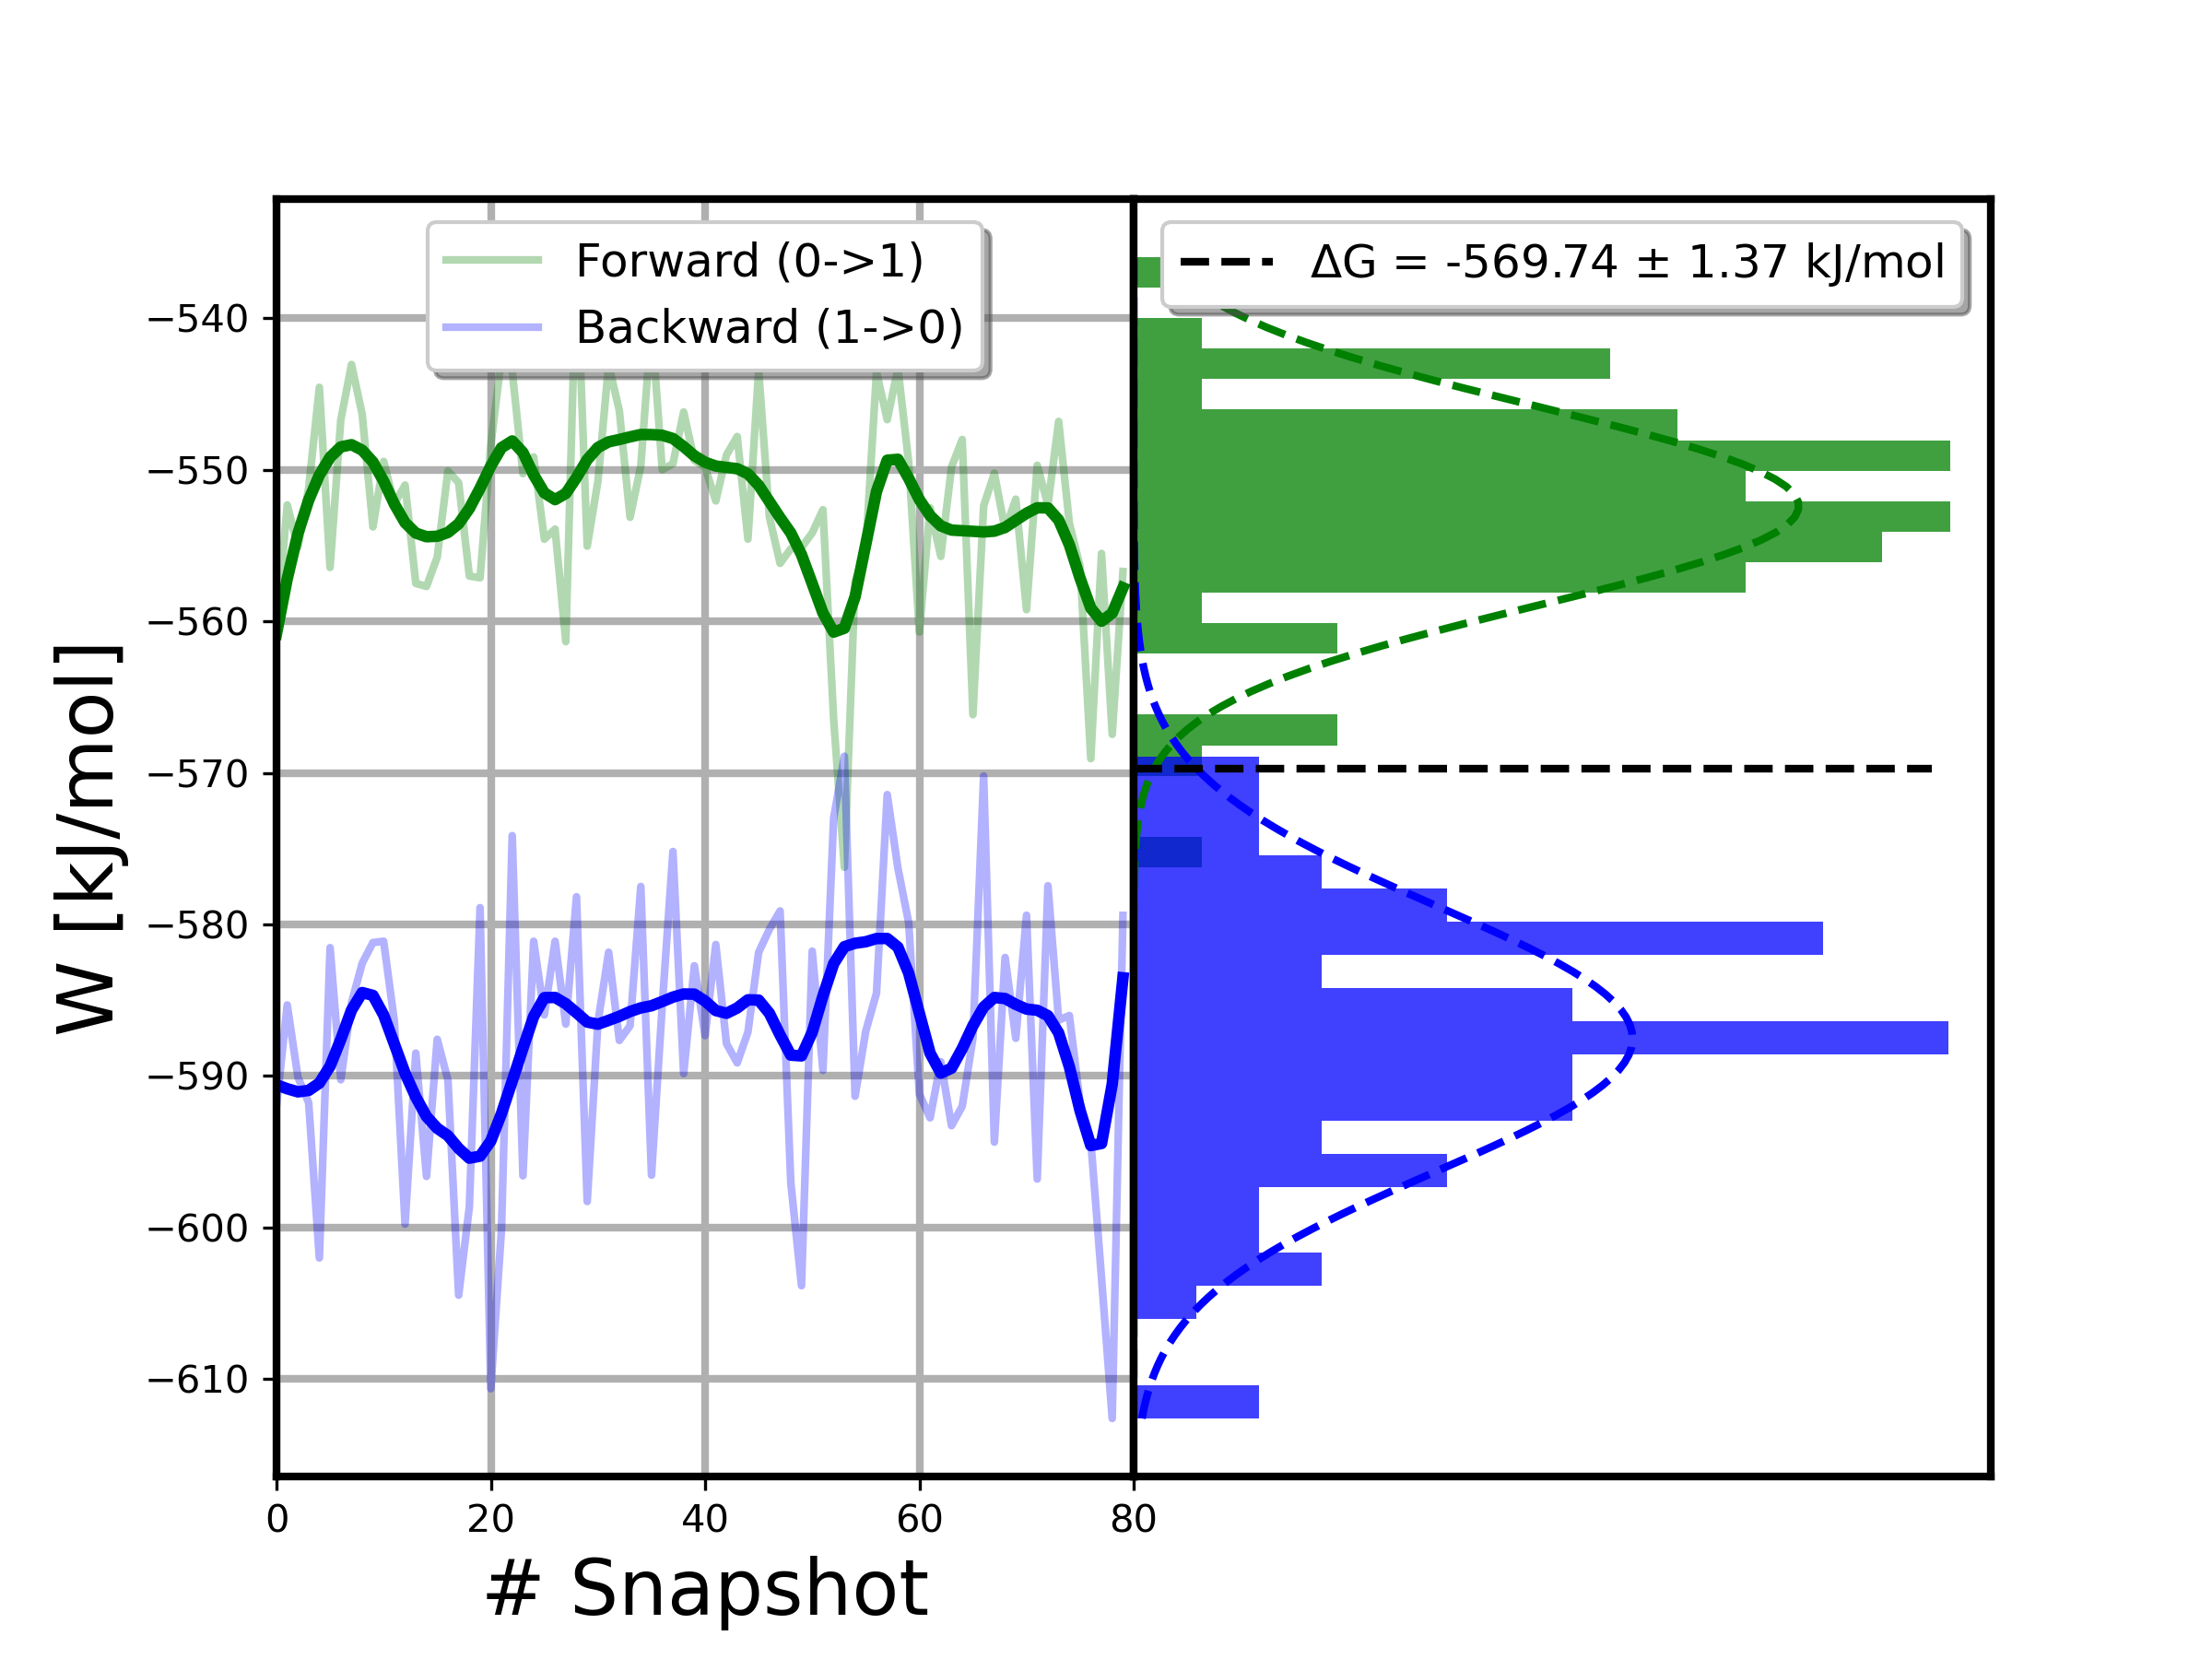 Forward (0->1)
Backward (1->0)
ΔG = -569.74 ± 1.37 kJ/mol
W [kJ/mol]
−540
−550
−560
−570
−580
−590
−600
−610
0 20 40 60 80
# Snapshot